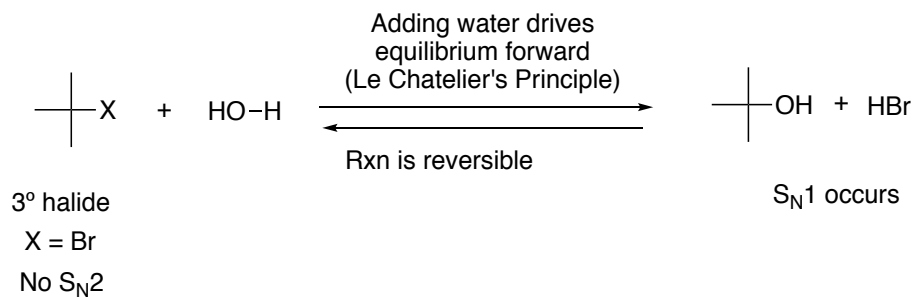 Adding water drives
equilibrium forward
(Le Chatelier's Principle)
X + HO–H
OH + HBr
Rxn is reversible
3º halide
X = Br
No SN2
SN1 occurs